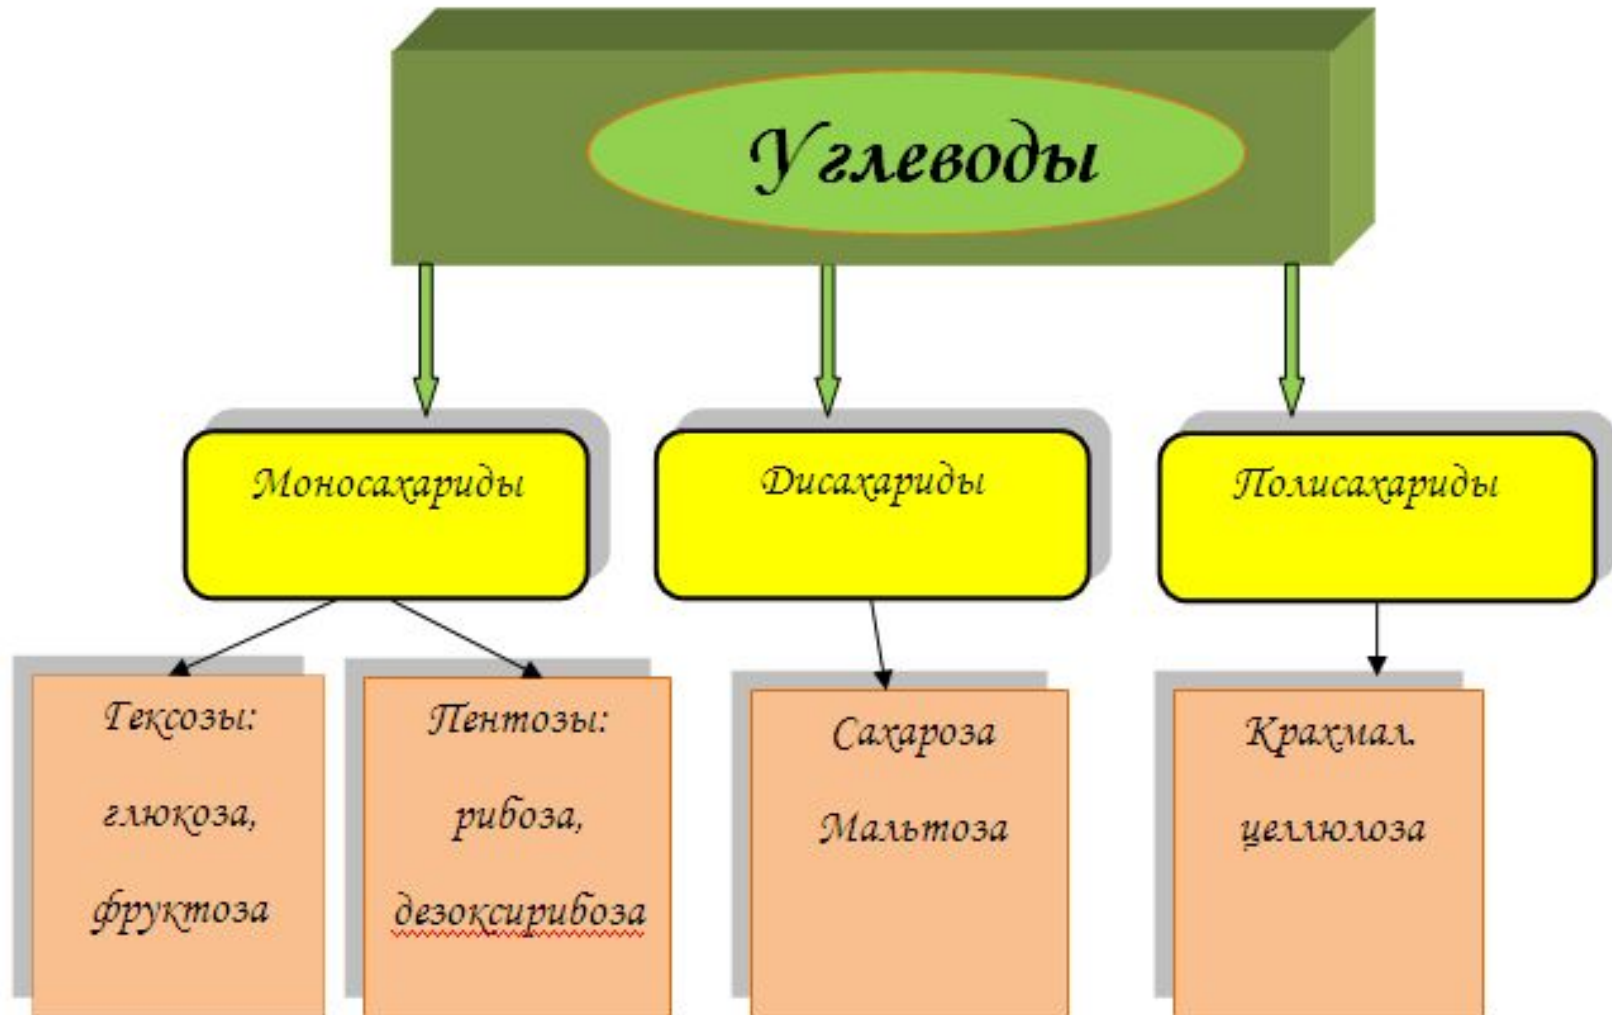 Углеводы
Моносахариды
Дисахариды
Полисахариды
Гексозы:
глюкоза,
фруктоза
Пентозы:
рибоза,
дезоксирибоза
Сахароза
Мальтоза
Крахмал.
целлюлоза